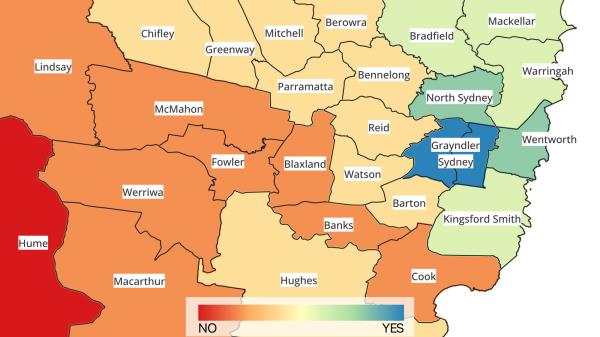 Mackellar
Berowra
Chifley
Mitchell
Bradfield
Greenway
Lindsay
Warringah
Bennelong
Parramatta
North Sydney
McMahon
Reid
Wentworth
Grayndler
Sydney
Fowler
Blaxland
Watson
Werriwa
Barton
Kingsford Smith
Banks
Hume
Cook
Macarthur
Hughes
NO YES